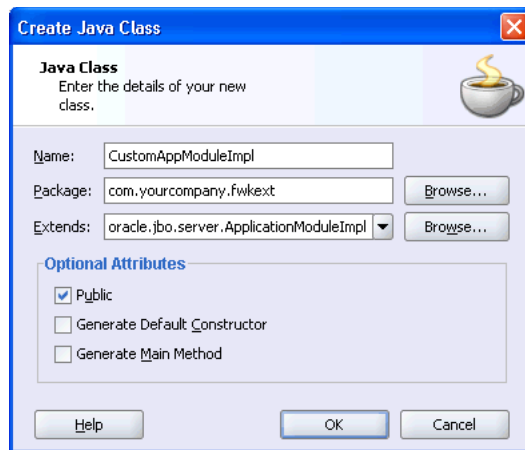 Create Java Class
Java Class
Enter the details of your new
class.
Name: CustomAppModuleImpl
Package: com.yourcompany.fwkext Browse...
Extends: oracle.jbo.server.ApplicationModuleImpl Browse...
Optional Attributes
Public
Generate Default Constructor
Generate Main Method
Help OK Cancel